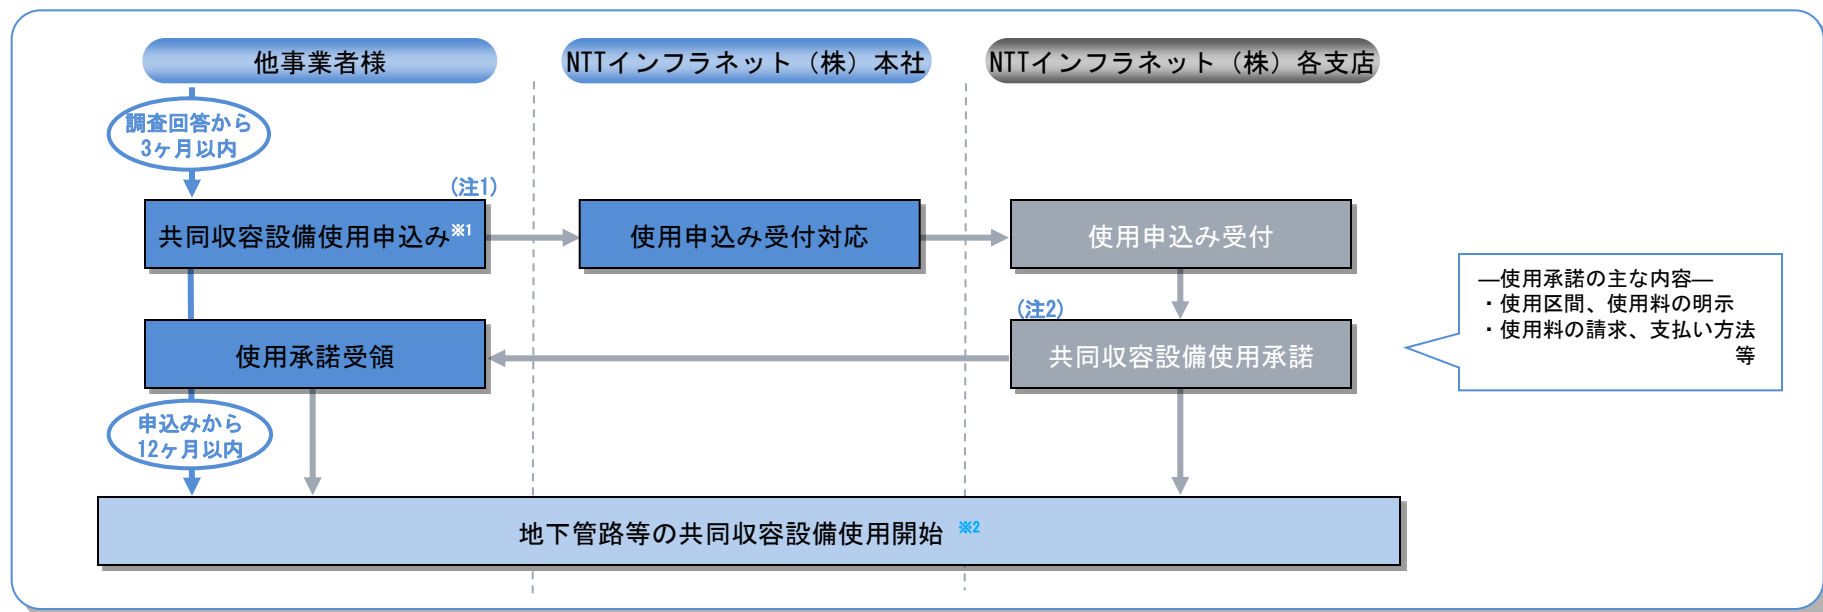 他事業者様
NTTインフラネット（株）本社
NTTインフラネット（株）各支店
調査回答から
3ヶ月以内
(注1)
共同収容設備使用申込み※1
使用申込み受付対応
使用申込み受付
―使用承諾の主な内容―
・使用区間、使用料の明示
・使用料の請求、支払い方法
等
(注2)
使用承諾受領
共同収容設備使用承諾
申込みから
12ヶ月以内
地下管路等の共同収容設備使用開始 ※2